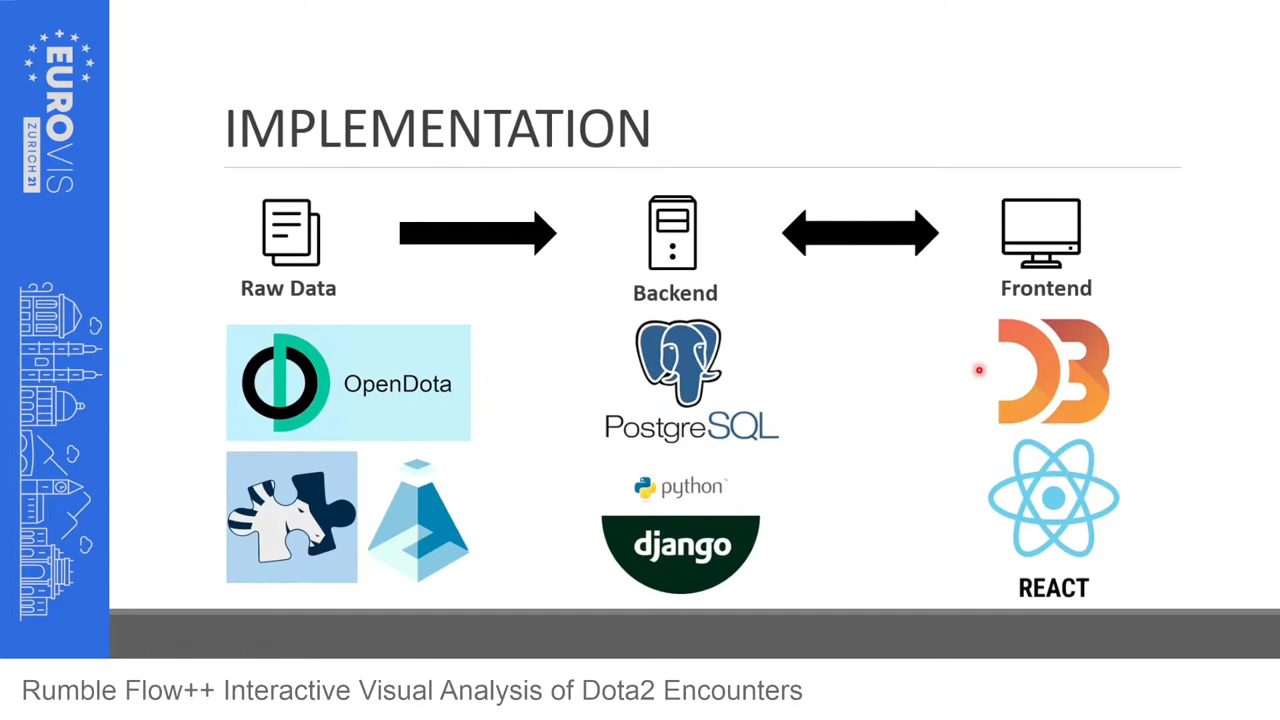 EUROVIS
ZURICH 21
IMPLEMENTATION
Raw Data
Backend
Frontend
OpenDota
PostgreSQL
python™
django
D3
REACT
Rumble Flow++ Interactive Visual Analysis of Dota2 Encounters